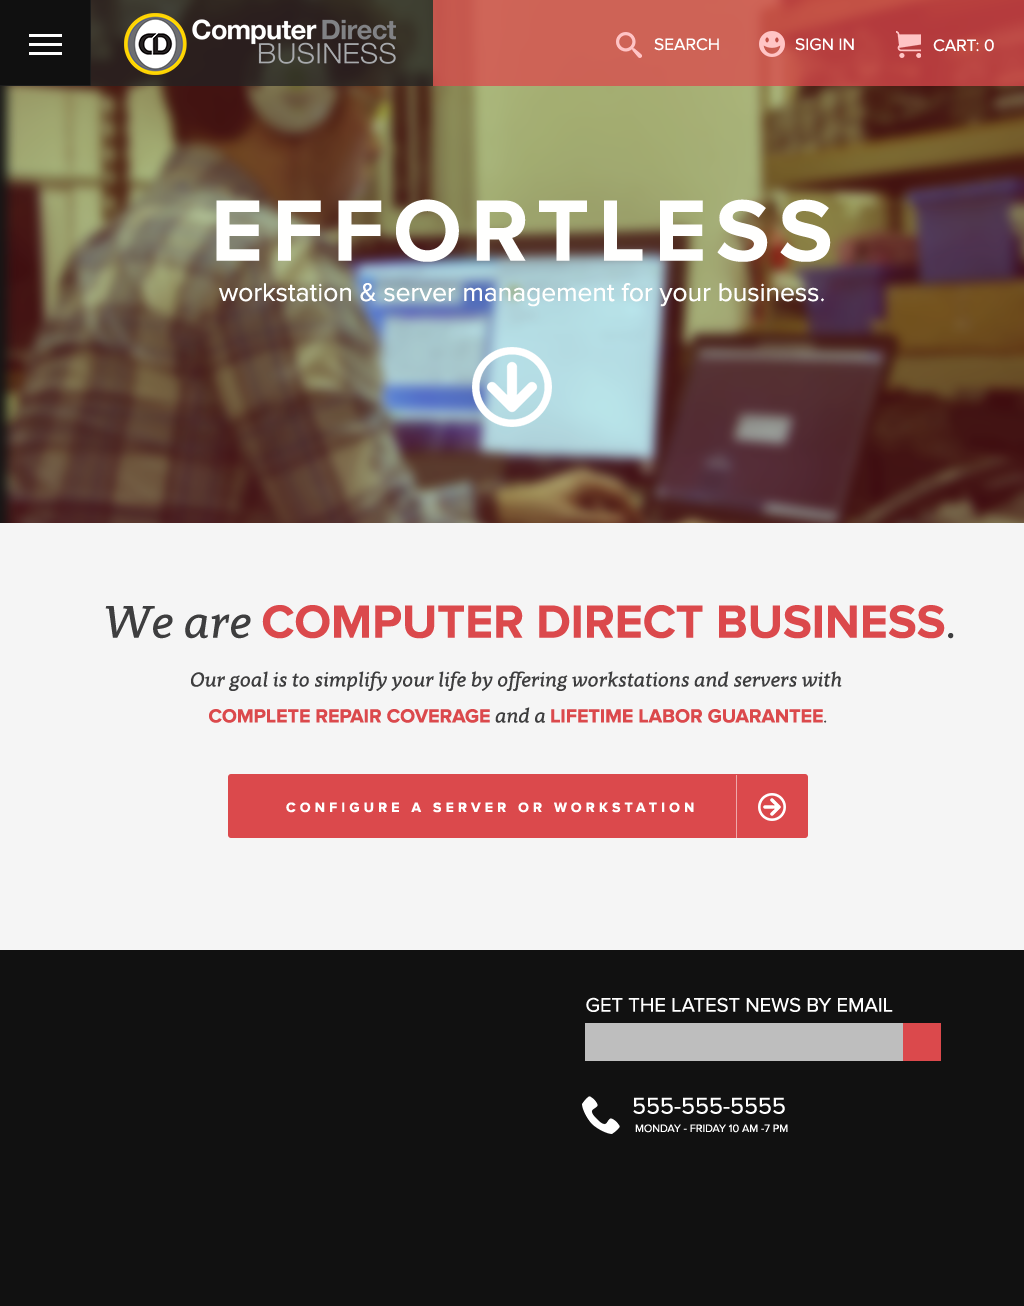 CD Computer Direct
BUSINESS
SEARCH
SIGN IN
CART: 0
EFFORTLESS
workstation & server management for your business.
We are COMPUTER DIRECT BUSINESS.
Our goal is to simplify your life by offering workstations and servers with
COMPLETE REPAIR COVERAGE and a LIFETIME LABOR GUARANTEE.
CONFIGURE A SERVER OR WORKSTATION
GET THE LATEST NEWS BY EMAIL
555-555-5555
MONDAY - FRIDAY 10 AM -7 PM